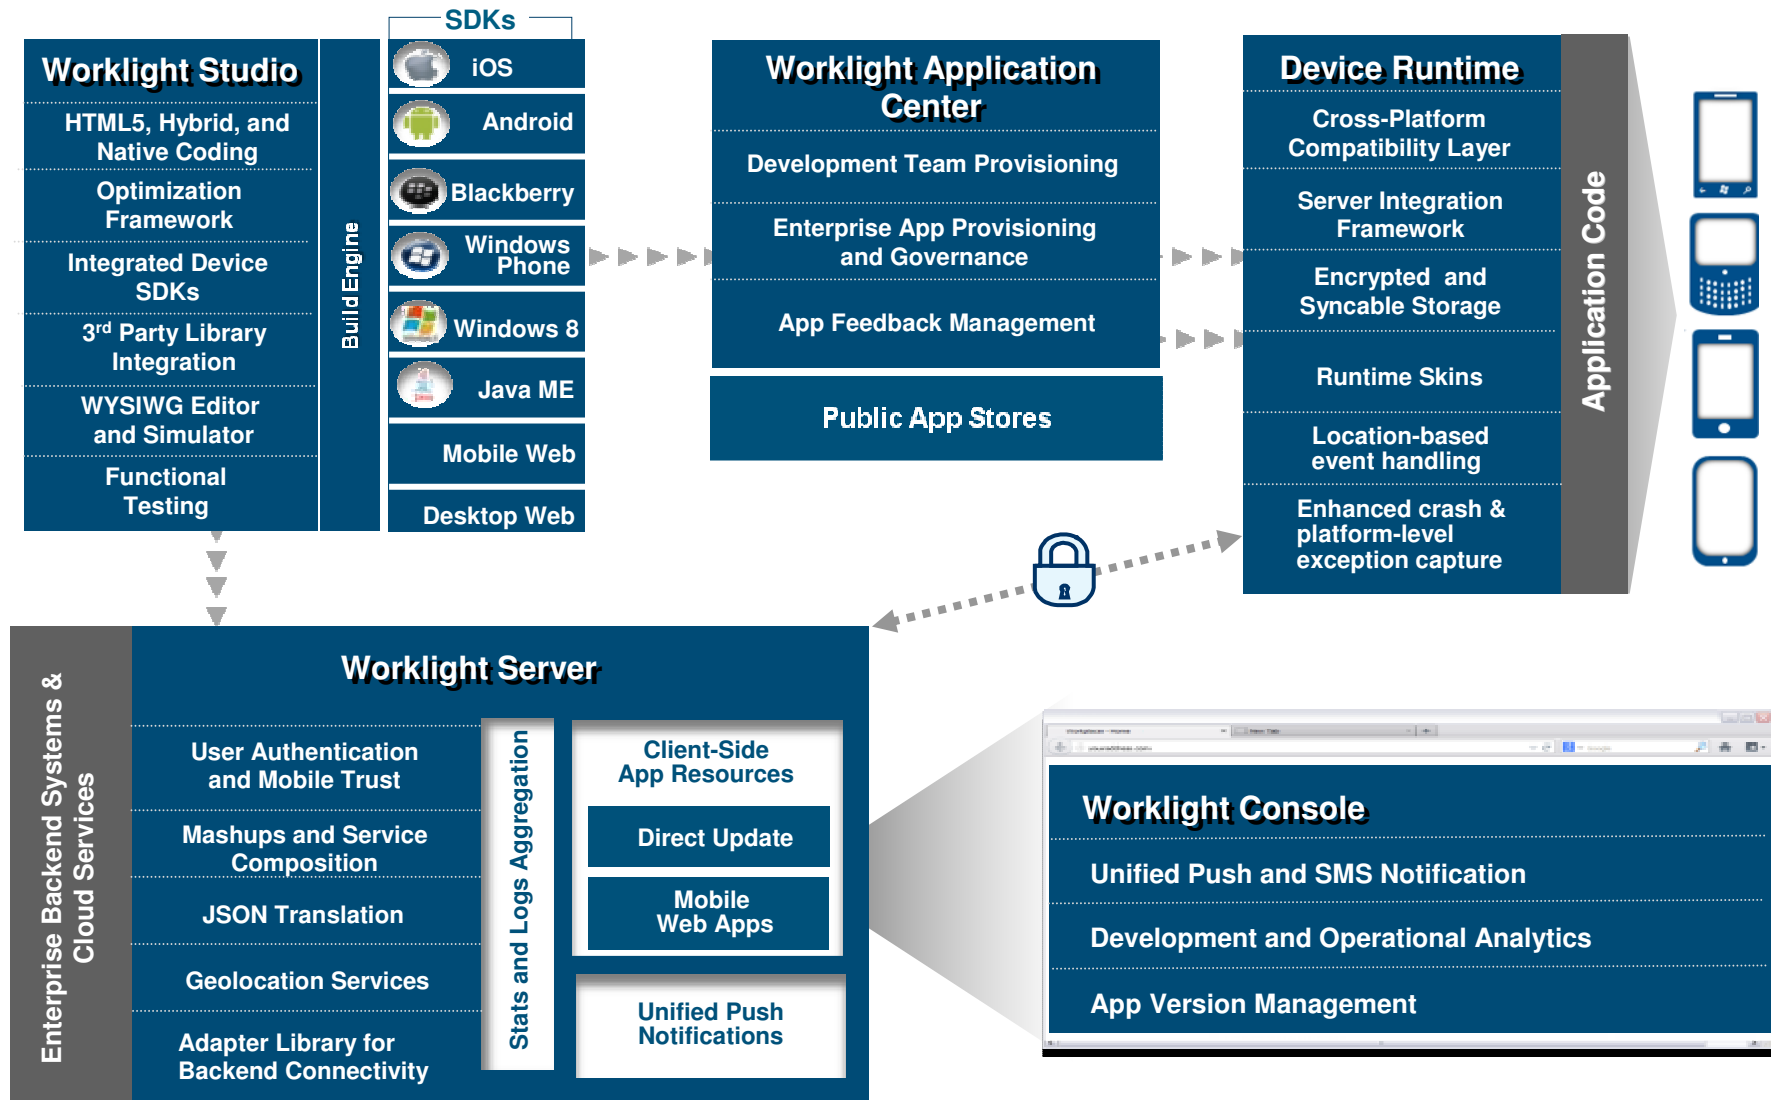 SDKs
Worklight Studio
HTML5, Hybrid, and
Native Coding
Optimization
Framework
Integrated Device
SDKs
3rd Party Library
Integration
WYSIWG Editor
and Simulator
Functional
Testing
Build Engine
iOS
Android
Blackberry
Windows
Phone
Windows 8
Java ME
Mobile Web
Desktop Web
Worklight Application
Center
Development Team Provisioning
Enterprise App Provisioning
and Governance
App Feedback Management
Public App Stores
Device Runtime
Cross-Platform
Compatibility Layer
Server Integration
Framework
Encrypted and
Syncable Storage
Runtime Skins
Location-based
event handling
Enhanced crash &
platform-level
exception capture
Application Code
Enterprise Backend Systems &
Cloud Services
Worklight Server
User Authentication
and Mobile Trust
Mashups and Service
Composition
JSON Translation
Geolocation Services
Adapter Library for
Backend Connectivity
Stats and Logs Aggregation
Client-Side
App Resources
Direct Update
Mobile
Web Apps
Unified Push
Notifications
New Tab
Google
Worklight Console
Unified Push and SMS Notification
Development and Operational Analytics
App Version Management